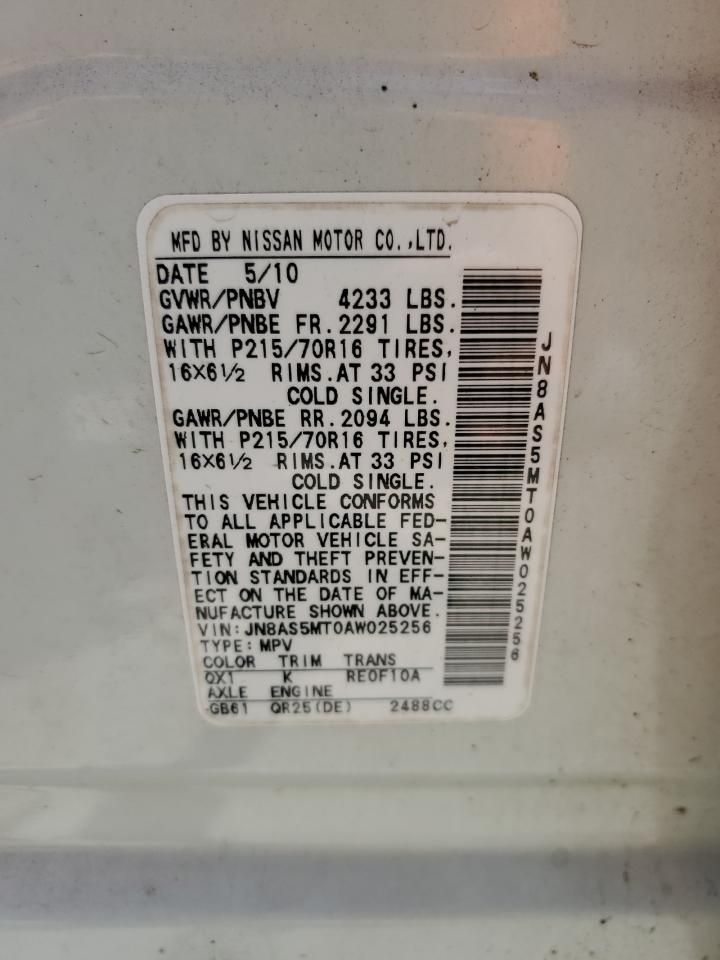 MFD BY NISSAN MOTOR CO.,LTD.
DATE 5/10
GVWR/PNBV 4233 LBS.
GAWR/PNBE FR.2291 LBS.
WITH P215/70R16 TIRES,
16X6½ RIMS.AT 33 PSI
COLD SINGLE.
GAWR/PNBE RR.2094 LBS.
WITH P215/70R16 TIRES,
16X6½ RIMS.AT 33 PSI
COLD SINGLE.
THIS VEHICLE CONFORMS
TO ALL APPLICABLE FED-
ERAL MOTOR VEHICLE SA-
FETY AND THEFT PREVEN-
TION STANDARDS IN EFF-
ECT ON THE DATE OF MA-
NUFACTURE SHOWN ABOVE.
VIN:JN8AS5MT0AW025256
TYPE:MPV
COLOR TRIM TRANS
QX1 K RE0F10A
AXLE ENGINE
GB61 QR25(DE) 2488CC
JN8AS5MT0AW025256